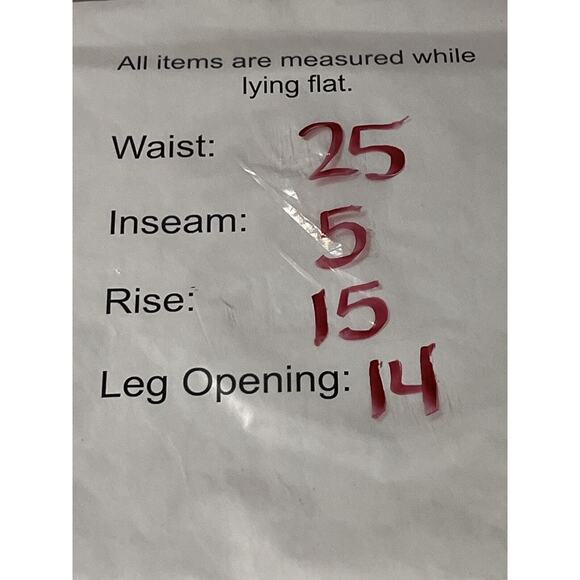 All items are measured while
lying flat.
Waist: 25
Inseam: 5
Rise: 15
Leg Opening: 14